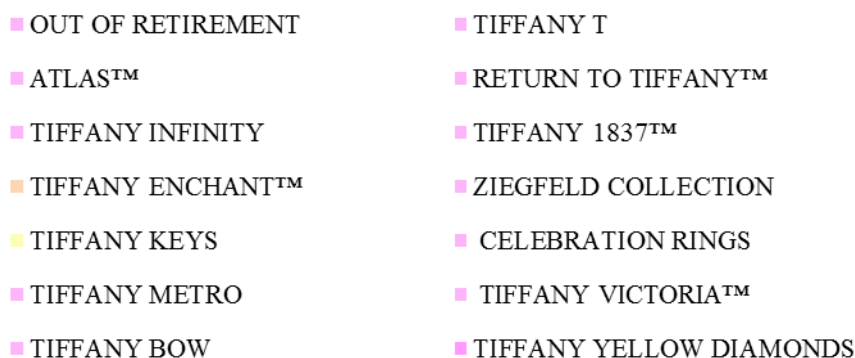 OUT OF RETIREMENT
ATLAS™
TIFFANY INFINITY
TIFFANY ENCHANT™
TIFFANY KEYS
TIFFANY METRO
TIFFANY BOW
TIFFANY T
RETURN TO TIFFANY™
TIFFANY 1837™
ZIEGFELD COLLECTION
CELEBRATION RINGS
TIFFANY VICTORIA™
TIFFANY YELLOW DIAMONDS